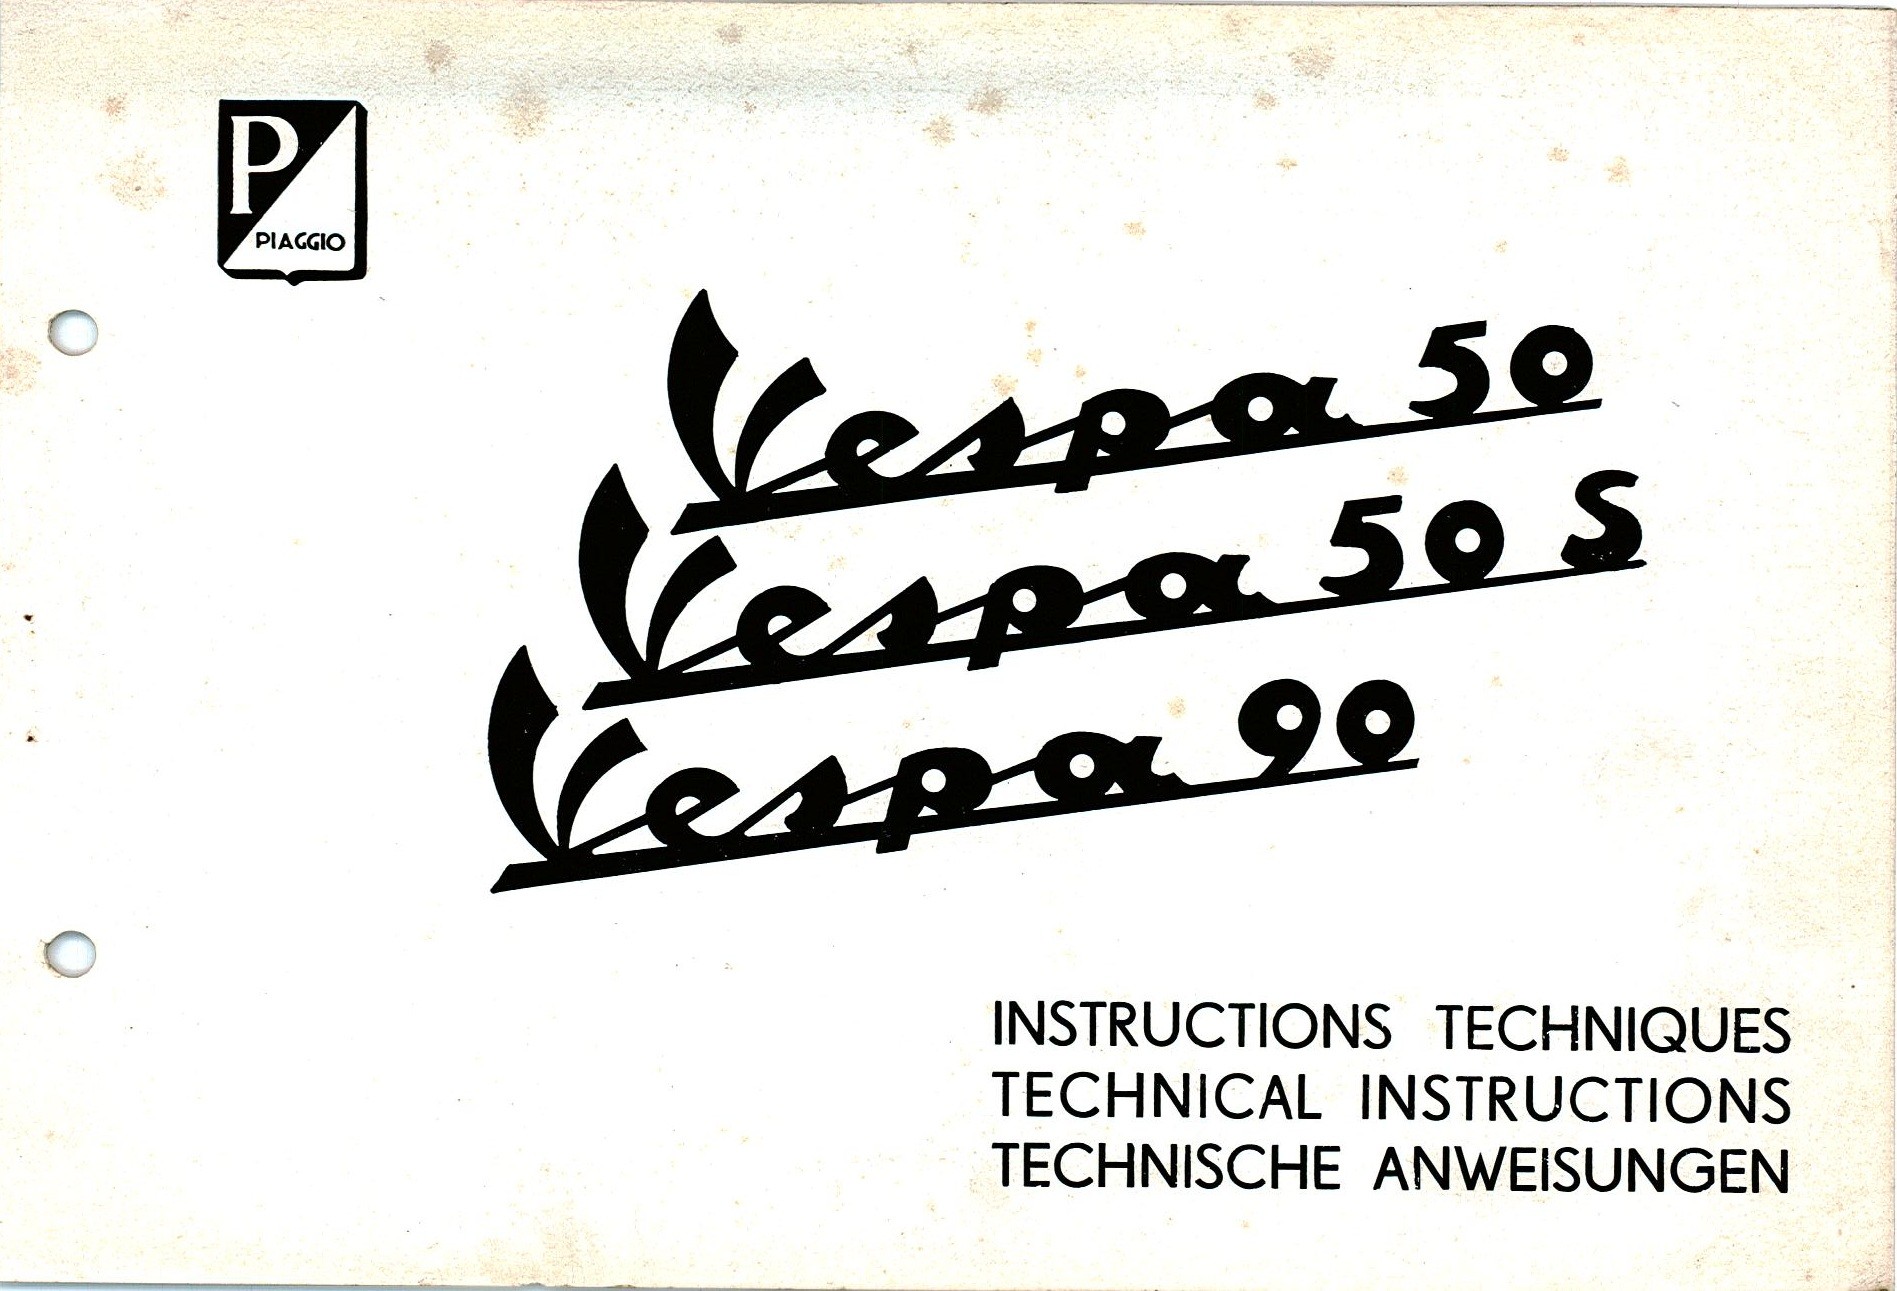 P
PIAGGIO
Vespa 50
Vespa 50 S
Vespa 90
INSTRUCTIONS TECHNIQUES
TECHNICAL INSTRUCTIONS
TECHNISCHE ANWEISUNGEN